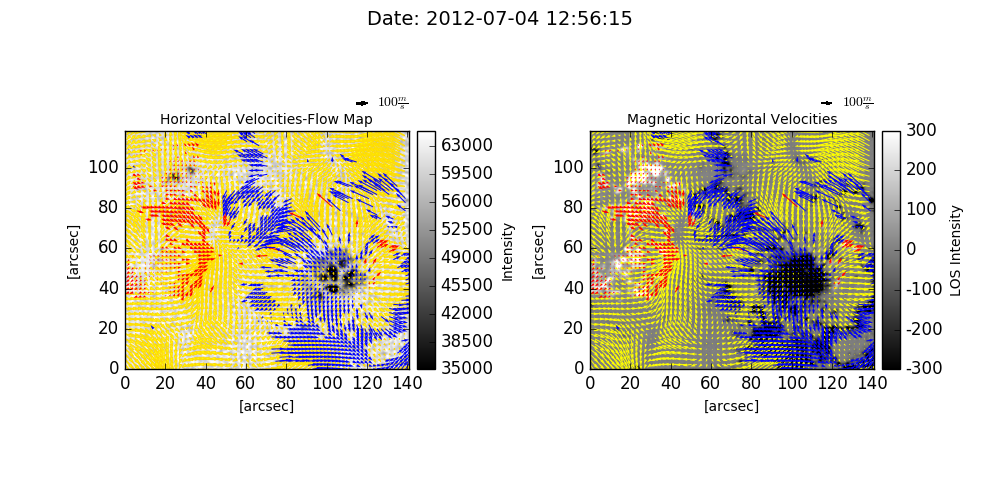 Date: 2012-07-04 12:56:15
100 m/s
Horizontal Velocities-Flow Map
[arcsec]
100
80
60
40
20
0
0 20 40 60 80 100 120 140
[arcsec]
63000
59500
56000
52500
49000
45500
42000
38500
35000
Intensity
100 m/s
Magnetic Horizontal Velocities
[arcsec]
100
80
60
40
20
0
0 20 40 60 80 100 120 140
[arcsec]
300
200
100
0
-100
-200
-300
LOS Intensity